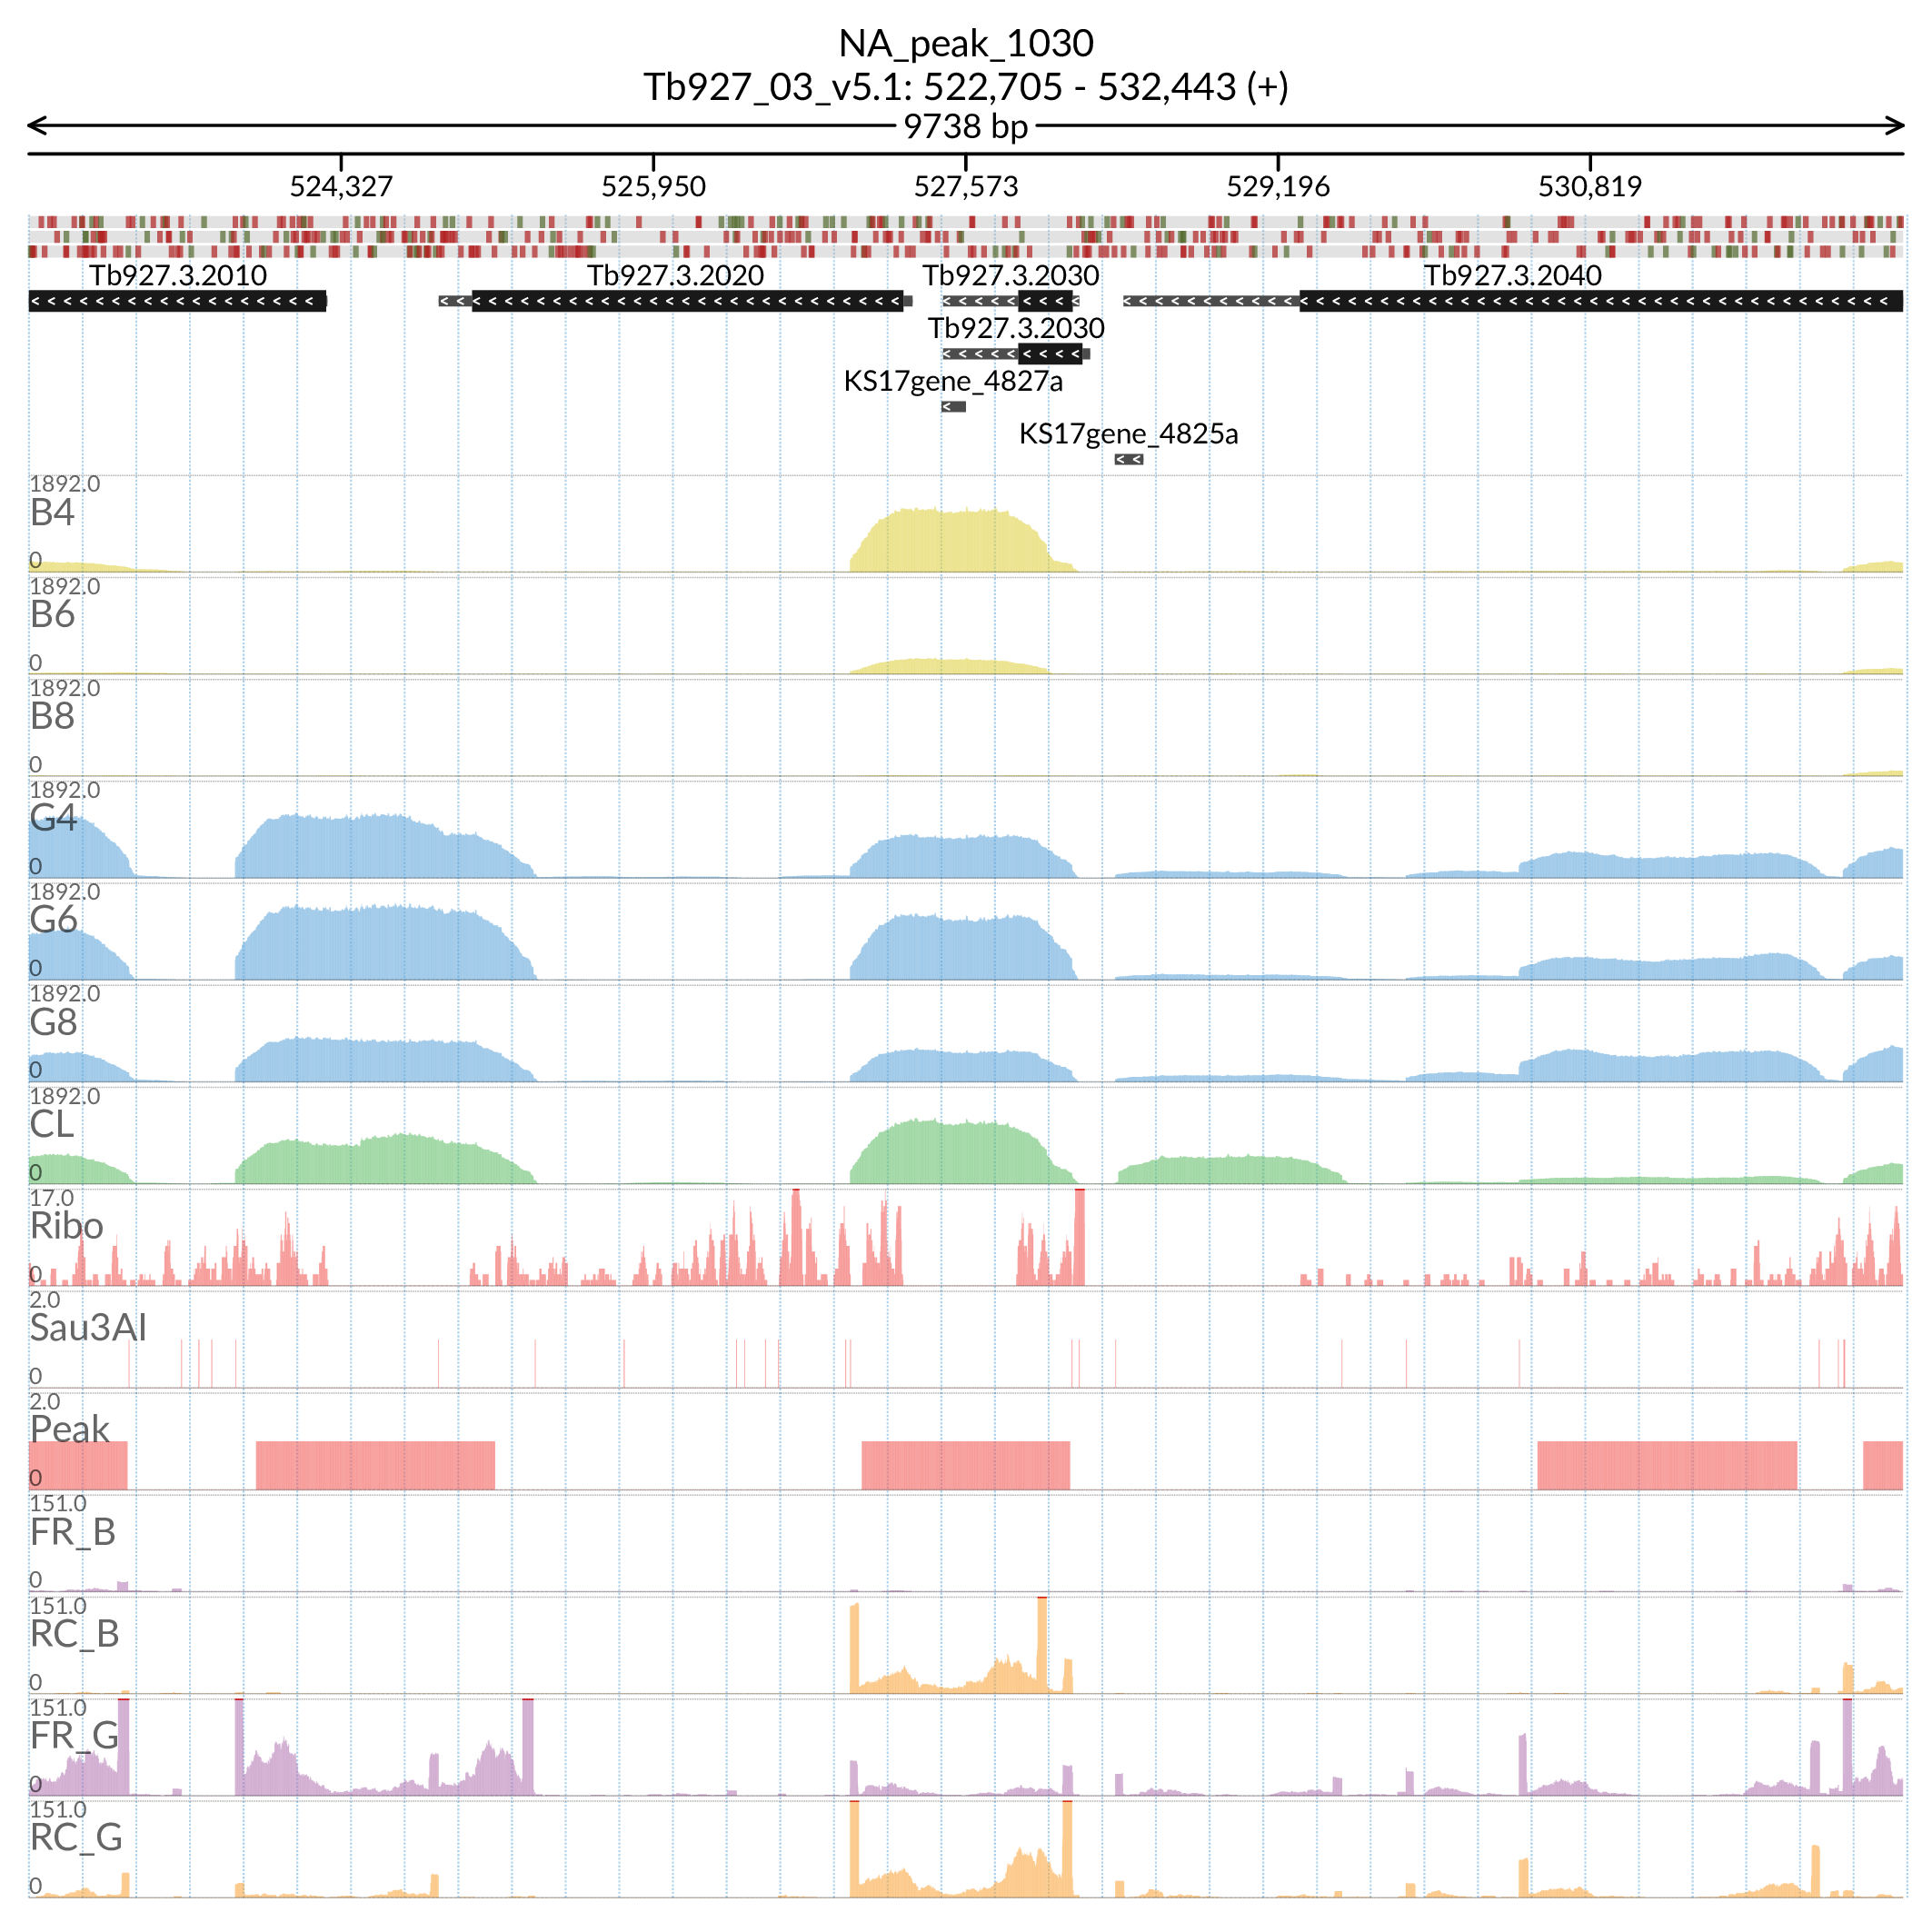 NA_peak_1030
Tb927_03_v5.1: 522,705 - 532,443 (+)
9738 bp
524,327 525,950 527,573 529,196 530,819
Tb927.3.2010 Tb927.3.2020 Tb927.3.2030 Tb927.3.2040
Tb927.3.2030
KS17gene_4827a
KS17gene_4825a
1892.0
B4
0
1892.0
B6
0
1892.0
B8
0
1892.0
G4
0
1892.0
G6
0
1892.0
G8
0
1892.0
CL
0
17.0
Ribo
0
2.0
Sau3AI
0
2.0
Peak
0
151.0
FR_B
0
151.0
RC_B
0
151.0
FR_G
0
151.0
RC_G
0